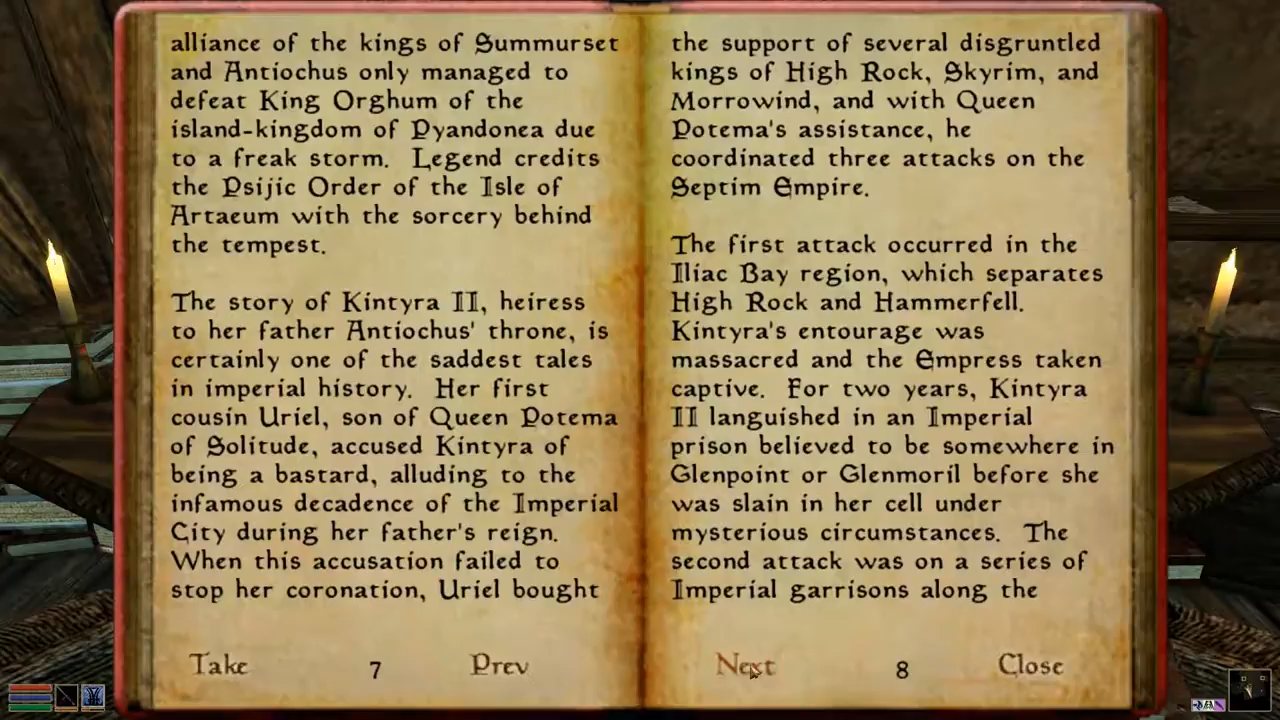 alliance of the kings of Summurset
and Antiochus only managed to
defeat King Orghum of the
island-kingdom of Pyandonea due
to a freak storm.  Legend credits
the Psijic Order of the Isle of
Artaeum with the sorcery behind
the tempest.
The story of Kintyra II, heiress
to her father Antiochus' throne, is
certainly one of the saddest tales
in imperial history.  Her first
cousin Uriel, son of Queen Potema
of Solitude, accused Kintyra of
being a bastard, alluding to the
infamous decadence of the Imperial
City during her father's reign.
When this accusation failed to
stop her coronation, Uriel bought
the support of several disgruntled
kings of High Rock, Skyrim, and
Morrowind, and with Queen
Potema's assistance, he
coordinated three attacks on the
Septim Empire.
The first attack occurred in the
Iliac Bay region, which separates
High Rock and Hammerfell.
Kintyra's entourage was
massacred and the Empress taken
captive.  For two years, Kintyra
II languished in an Imperial
prison believed to be somewhere in
Glenpoint or Glenmoril before she
was slain in her cell under
mysterious circumstances.  The
second attack was on a series of
Imperial garrisons along the
Take 7 Prev Next 8 Close